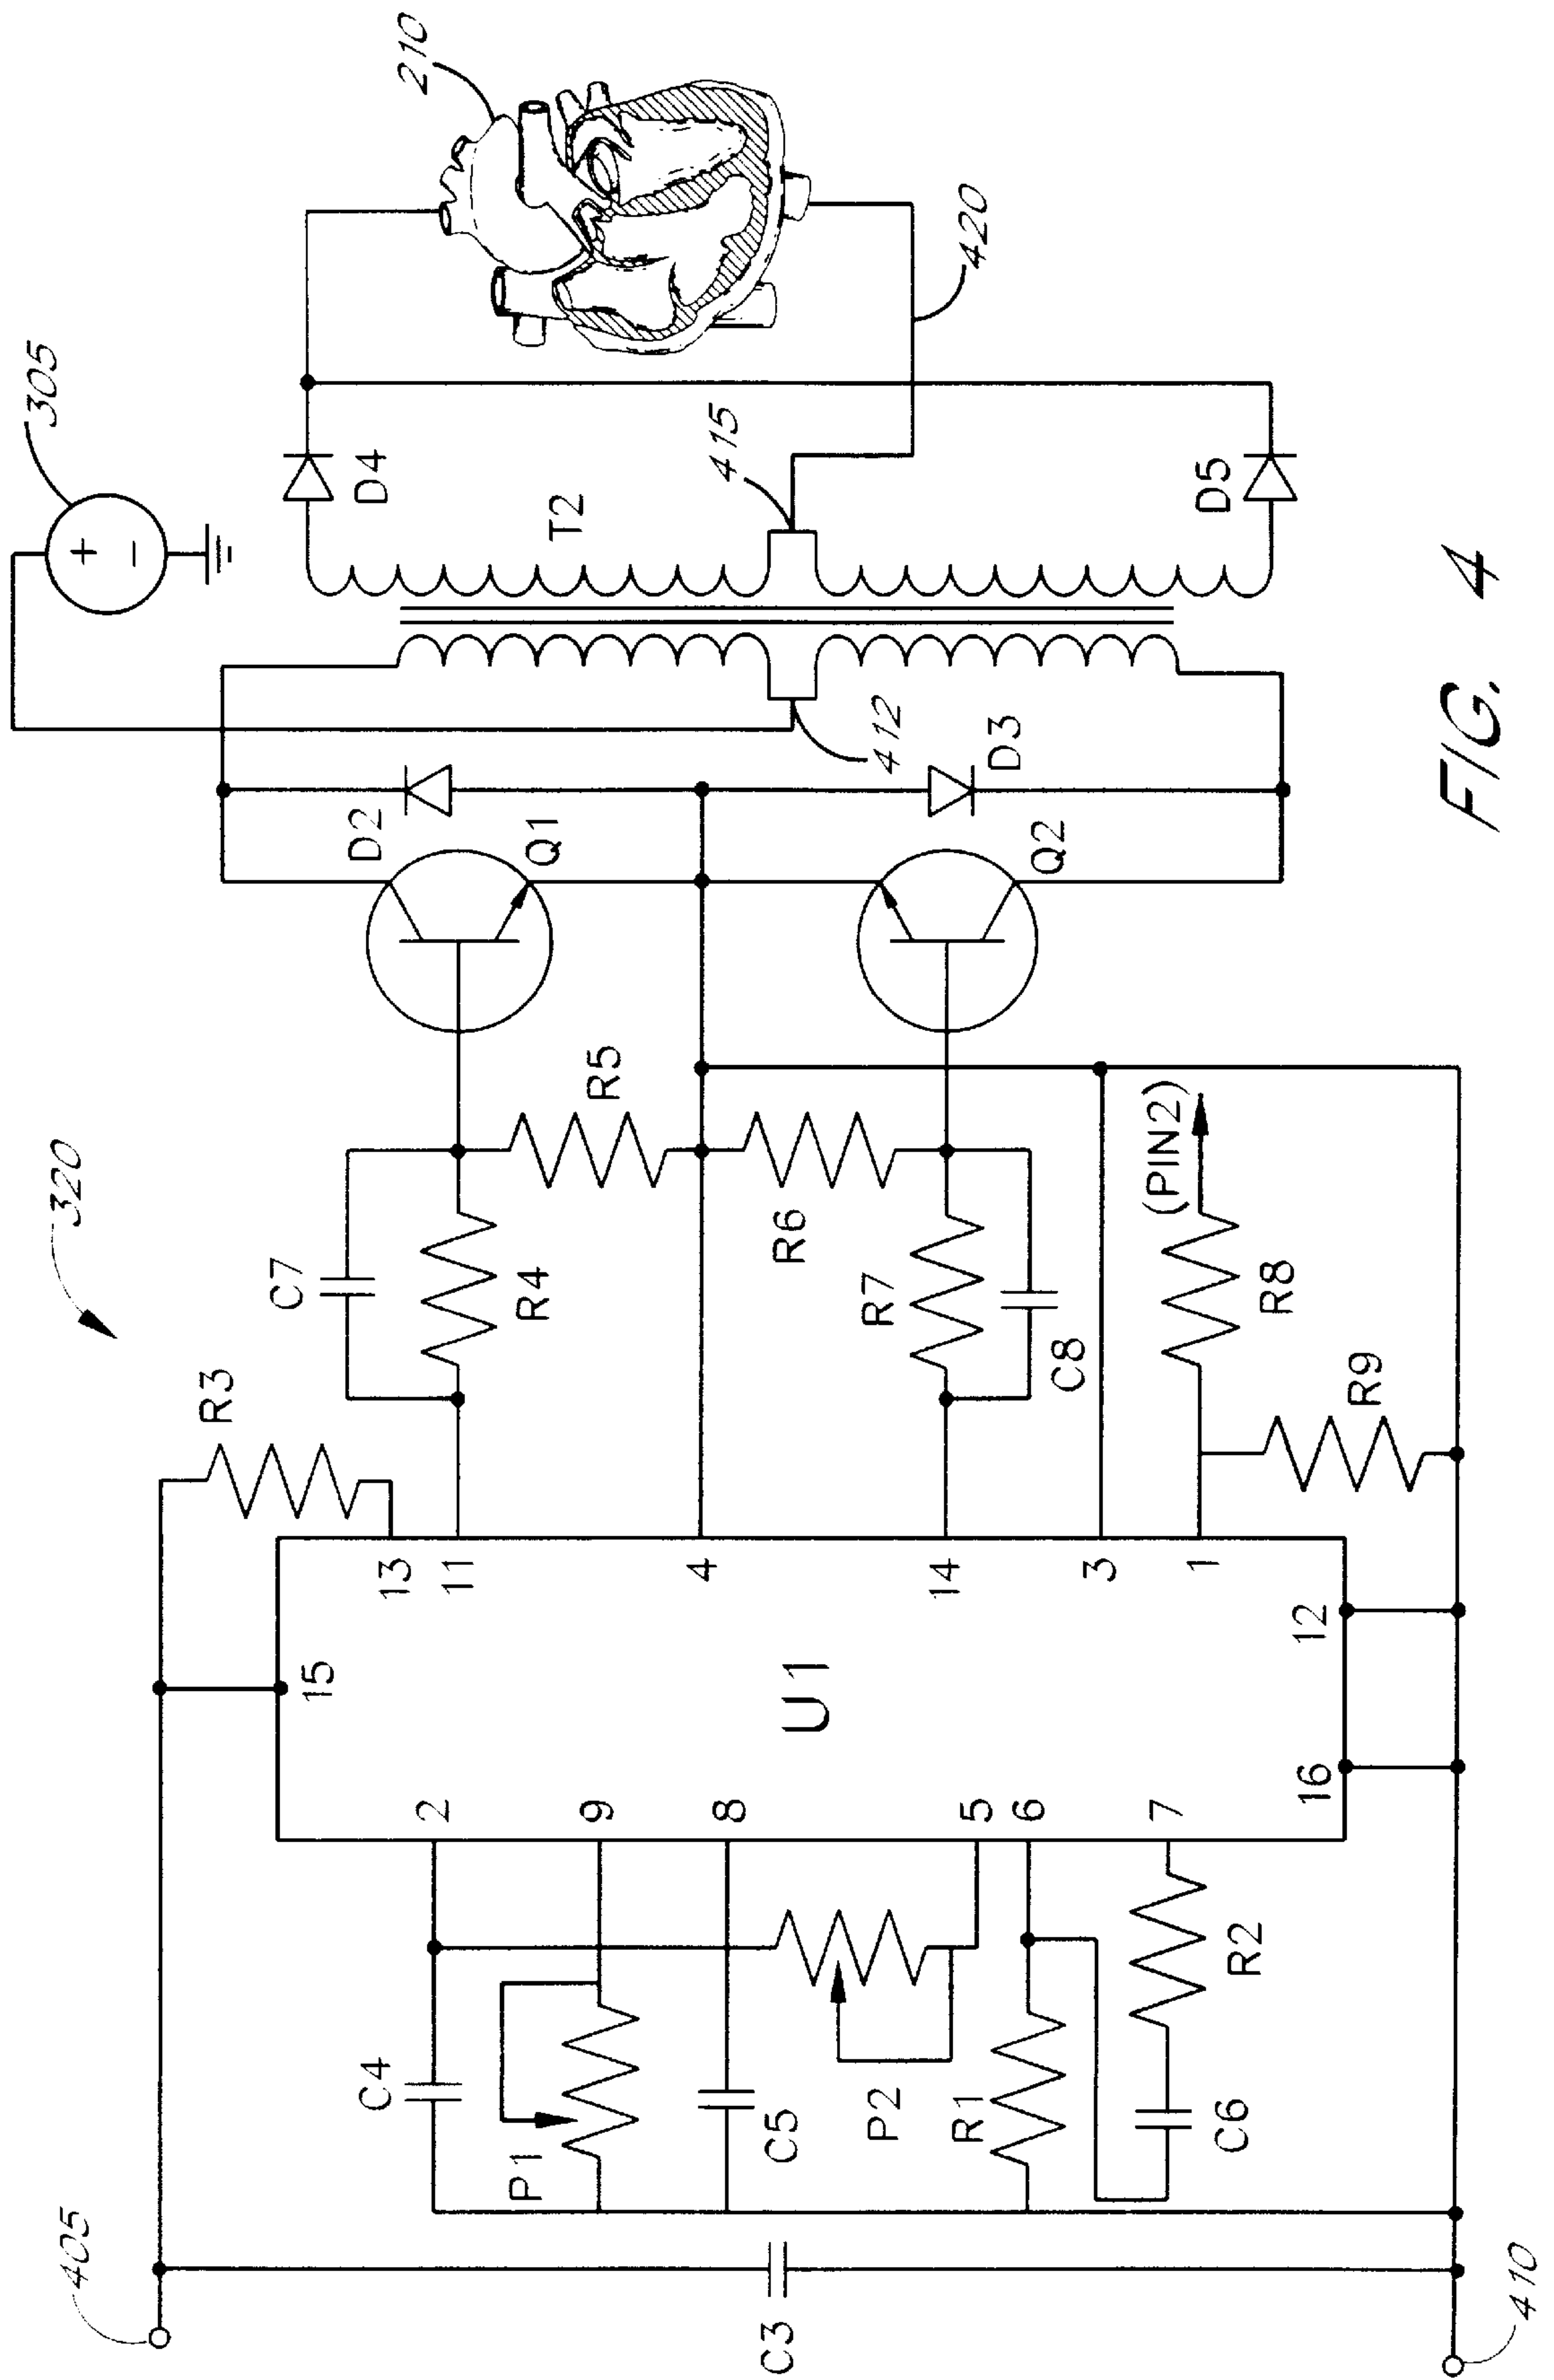 320
305
210
405
R3
C7
R4
R5
D2
Q1
D4
T2
415
412
D3
D5
420
15
13
11
4
14
3
1
12
16
2
9
8
5
6
7
U1
C4
P1
C5
P2
R1
R2
C6
C3
R6
R7
C8
Q2
(PIN2)
R8
R9
410
FIG. 4